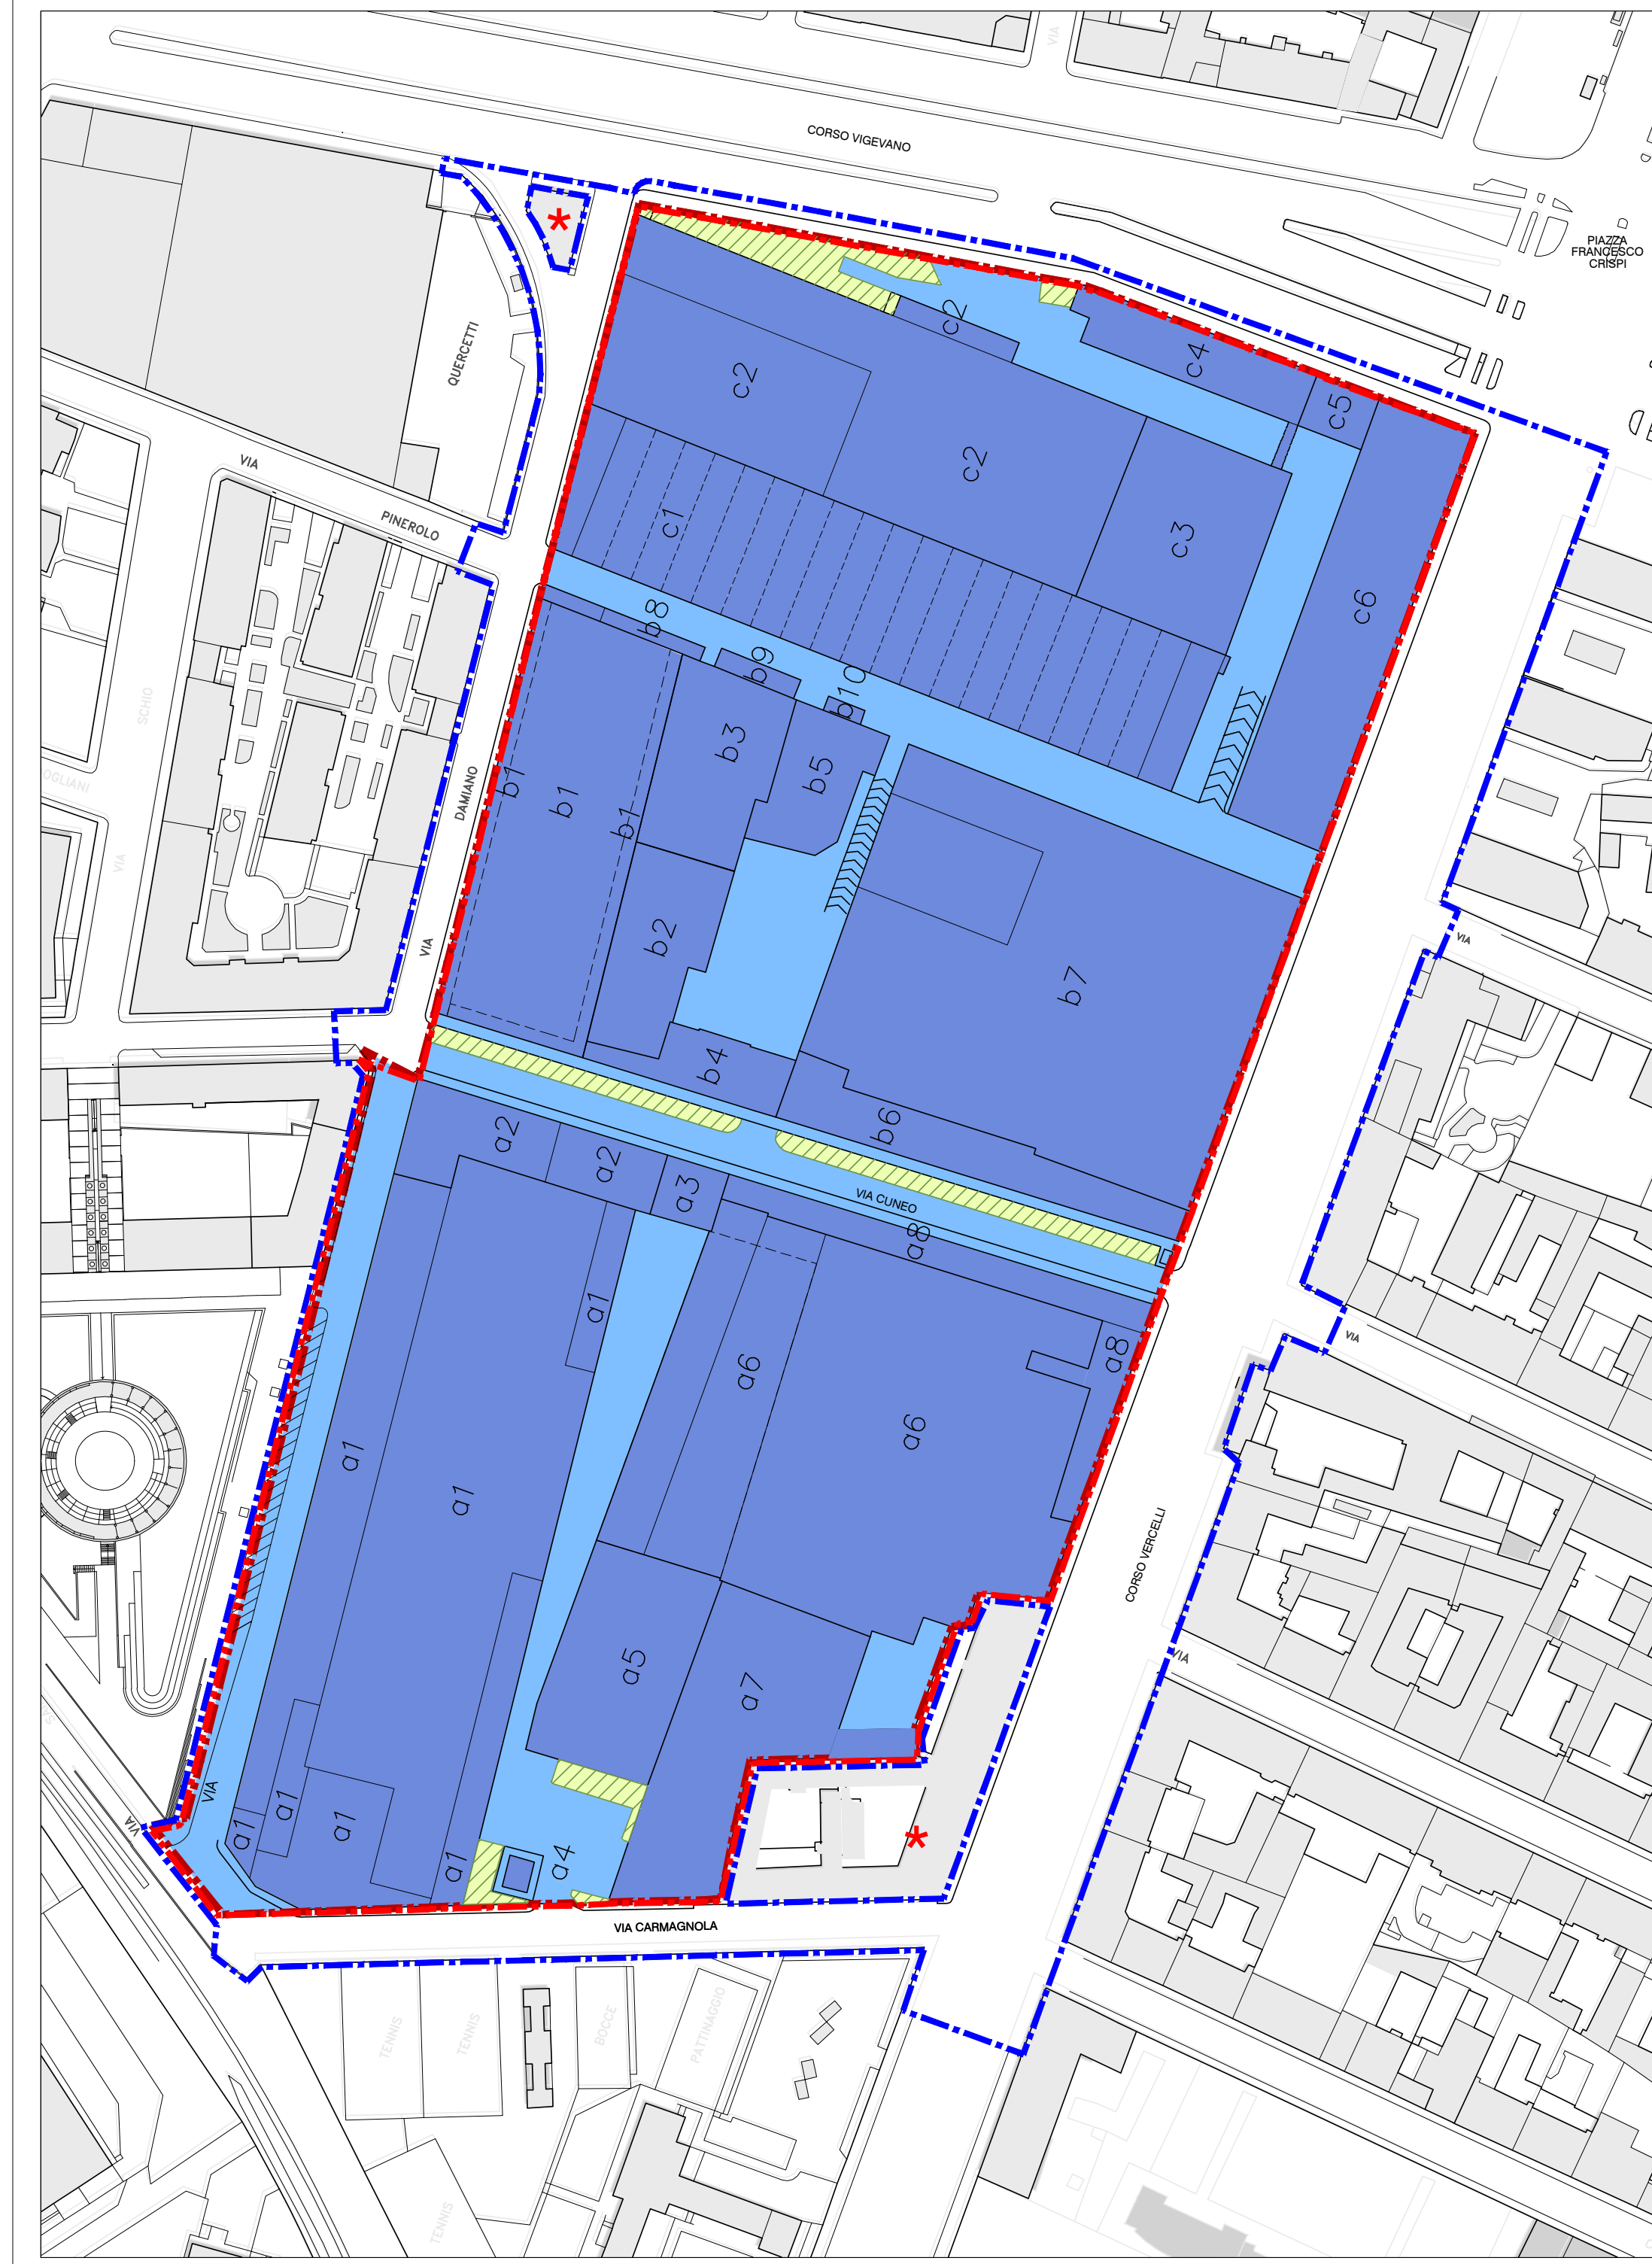 VIA
CORSO VIGEVANO
PIAZZA
FRANCESCO
CRISPI
*
QUERCETTI
c2
c4
c5
c2
c2
VIA
PINEROLO
c1
c3
c6
b8
b9
b10
SCHIO
OGLIANI
VIA
DAMIANO
VIA
b1
b1
b1
b3
b5
b2
b7
VIA
b4
b6
a2
a2
a3
VIA CUNEO
a8
a1
a6
a8
VIA
a6
a1
a1
CORSO VERCELLI
VIA
a5
a7
VIA
VIA
a1
a1
a1
a1
a4
*
VIA CARMAGNOLA
TENNIS
TENNIS
BOCCE
PATTINAGGIO
TENNIS